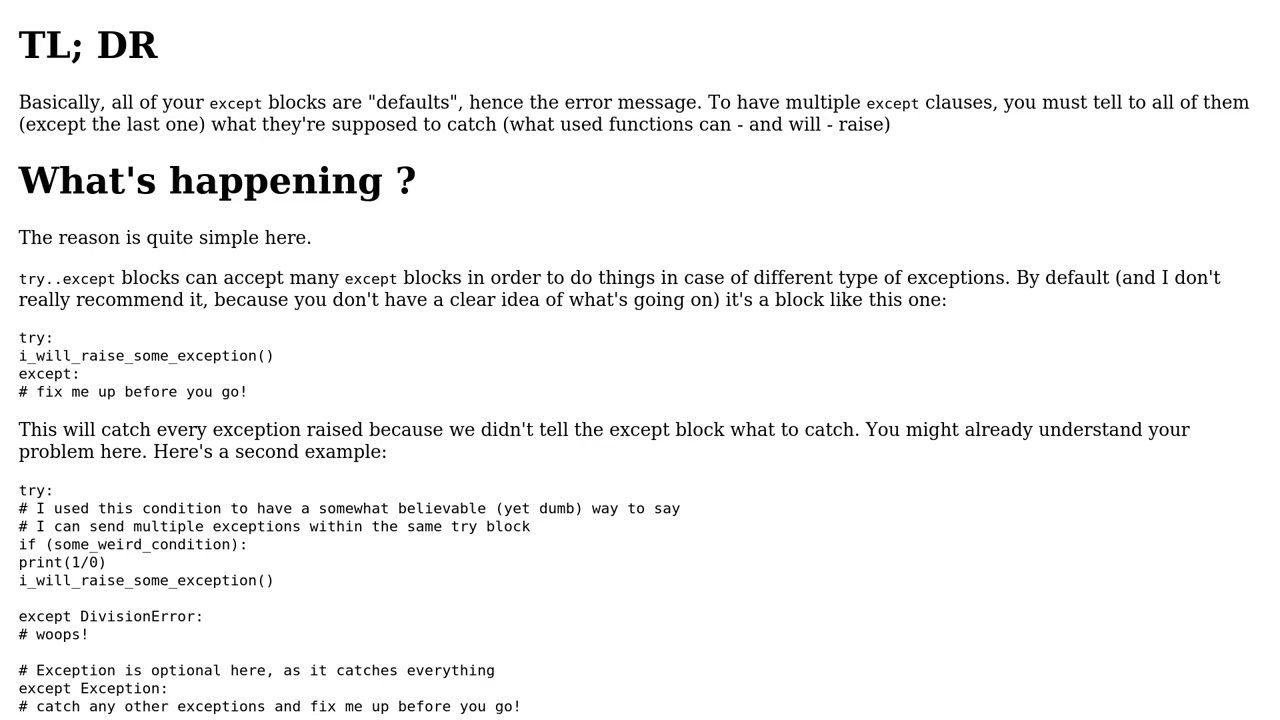 TL; DR
Basically, all of your except blocks are "defaults", hence the error message. To have multiple except clauses, you must tell to all of them
(except the last one) what they're supposed to catch (what used functions can - and will - raise)
What's happening ?
The reason is quite simple here.
try..except blocks can accept many except blocks in order to do things in case of different type of exceptions. By default (and I don't
really recommend it, because you don't have a clear idea of what's going on) it's a block like this one:
try:
i_will_raise_some_exception()
except:
# fix me up before you go!
This will catch every exception raised because we didn't tell the except block what to catch. You might already understand your
problem here. Here's a second example:
try:
# I used this condition to have a somewhat believable (yet dumb) way to say
# I can send multiple exceptions within the same try block
if (some_weird_condition):
print(1/0)
i_will_raise_some_exception()
except DivisionError:
# woops!
# Exception is optional here, as it catches everything
except Exception:
# catch any other exceptions and fix me up before you go!